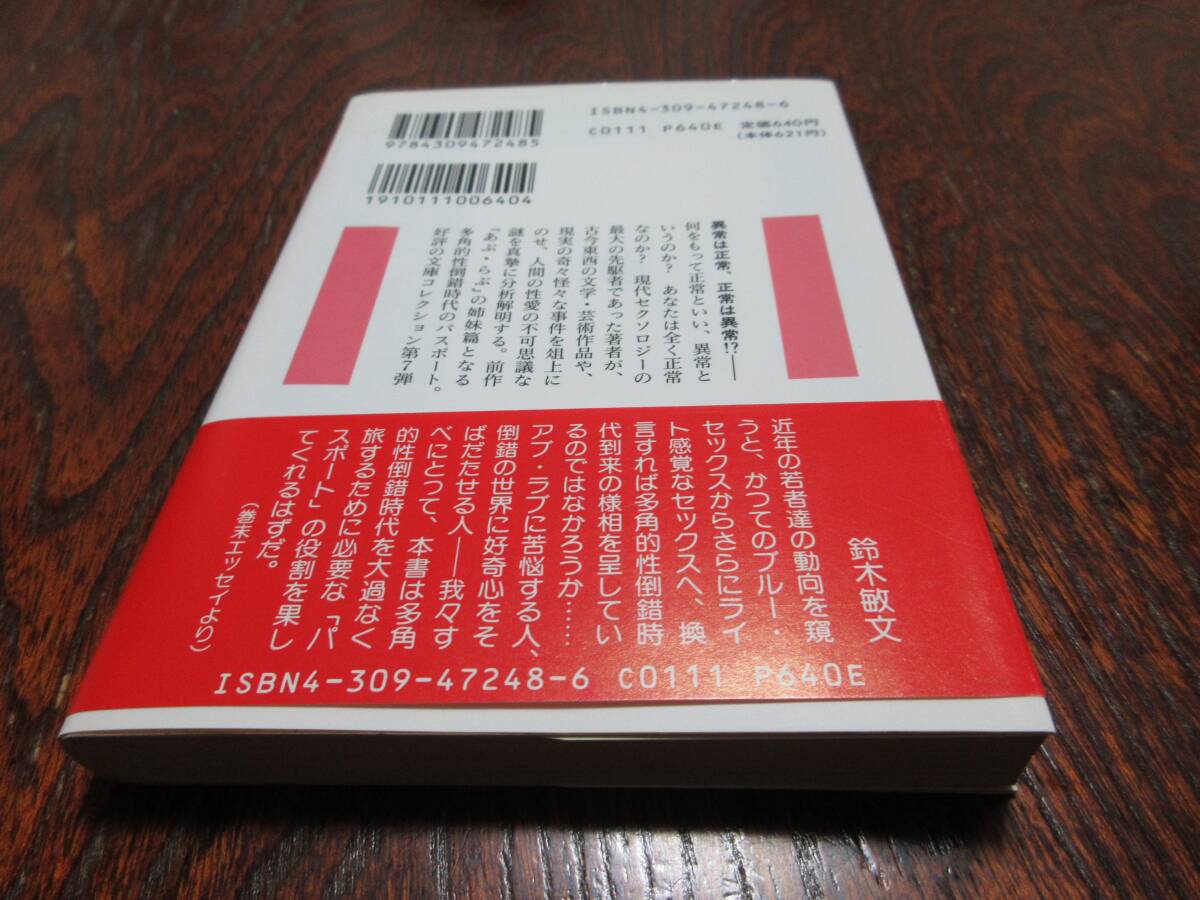 ISBN4-309-47248-6
C0111 P640E 定価640円
(本体621円)
9784309472485
1910111006404
異常は正常、正常は異常!?――
何をもって正常といい、異常と
いうのか? あなたは全く正常
なのか? 現代セクソロジーの
最大の先駆者であった著者が、
古今東西の文学・芸術作品や、
現実の奇々怪々な事件を俎上に
のせ、人間の性愛の不可思議な
謎を真摯に分析解明する。前作
『あぶ・らぶ』の姉妹篇となる
多角的性倒錯時代のパスポート。
好評の文庫コレクション第7弾
鈴木敏文
近年の若者達の動向を窺
うと、かつてのブルー・
セックスからさらにライ
ト感覚なセックスへ、換
言すれば多角的性倒錯時
代到来の様相を呈してい
るのではなかろうか……
アブ・ラブに苦悩する人、
倒錯の世界に好奇心をそ
ばだたせる人――我々す
べにとって、本書は多角
的性倒錯時代を大過なく
旅するために必要な「パ
スポート」の役割を果し
てくれるはずだ。
(巻末エッセイより)
ISBN4-309-47248-6 C0111 P640E